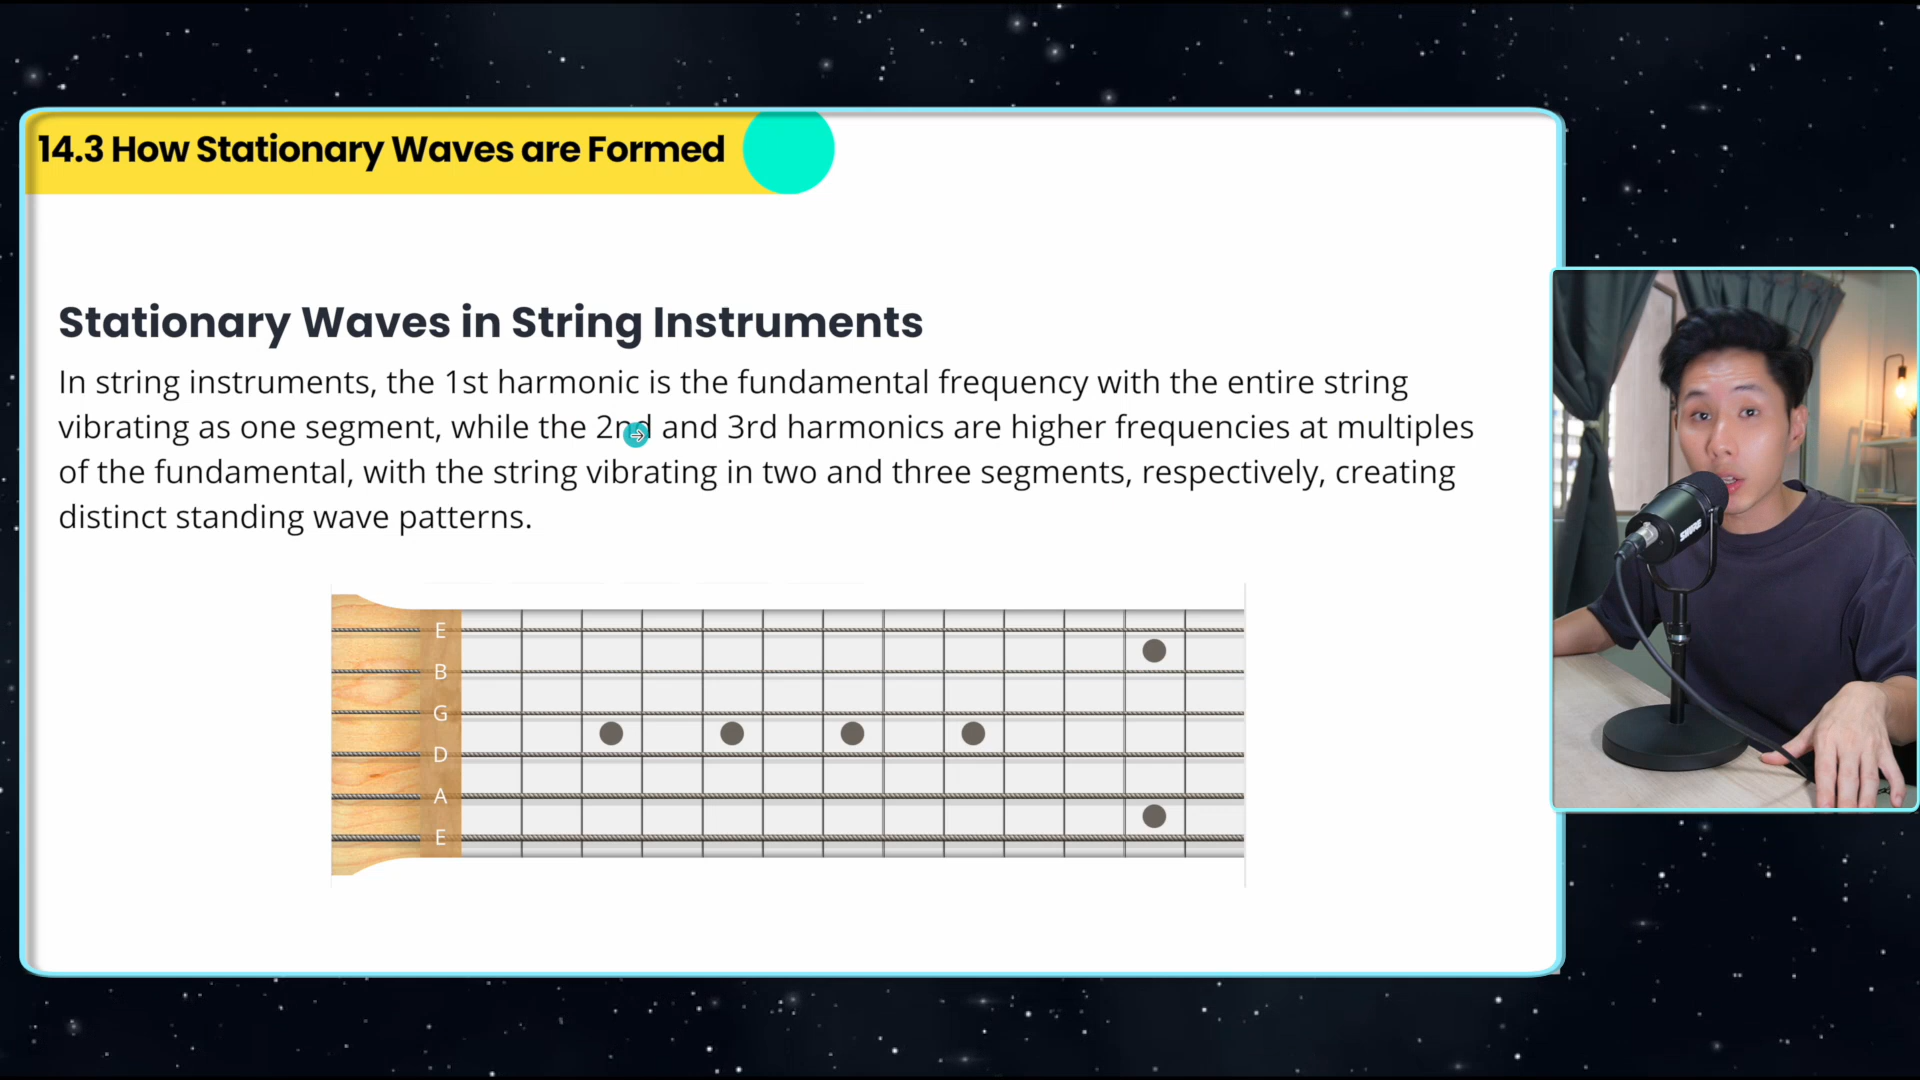 14.3 How Stationary Waves are Formed
Stationary Waves in String Instruments
In string instruments, the 1st harmonic is the fundamental frequency with the entire string
vibrating as one segment, while the 2nd and 3rd harmonics are higher frequencies at multiples
of the fundamental, with the string vibrating in two and three segments, respectively, creating
distinct standing wave patterns.
E
B
G
D
A
E
SHURE